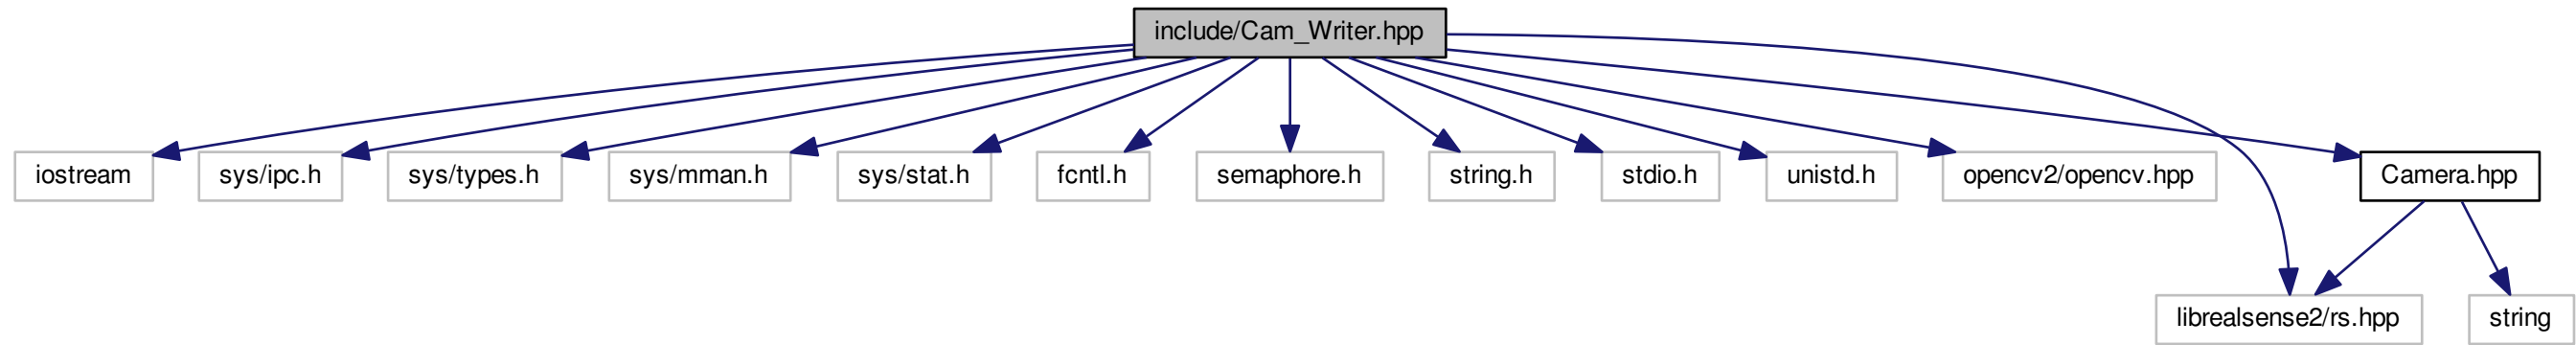 include/Cam_Writer.hpp
iostream
sys/ipc.h
sys/types.h
sys/mman.h
sys/stat.h
fcntl.h
semaphore.h
string.h
stdio.h
unistd.h
opencv2/opencv.hpp
Camera.hpp
librealsense2/rs.hpp
string